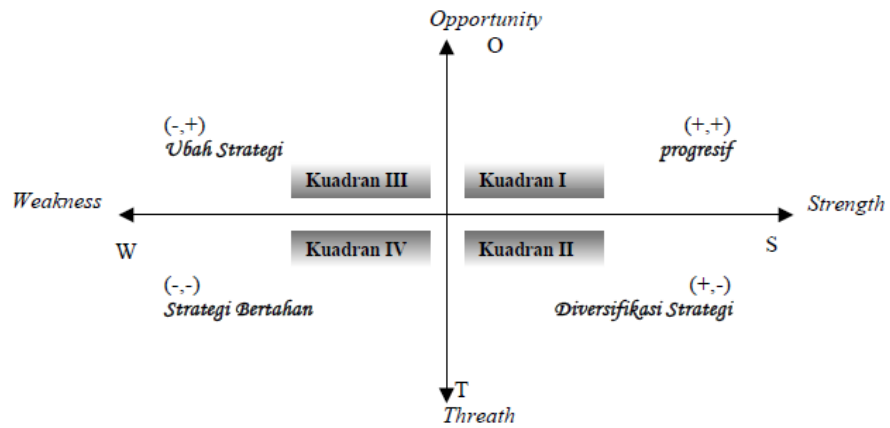 Opportunity
O
(-,+)
Ubah Strategi
(+,+)
progresif
Kuadran III
Kuadran I
Weakness
Strength
W
Kuadran IV
Kuadran II
S
(-,-)
Strategi Bertahan
(+,-)
Diversifikasi Strategi
T
Threath